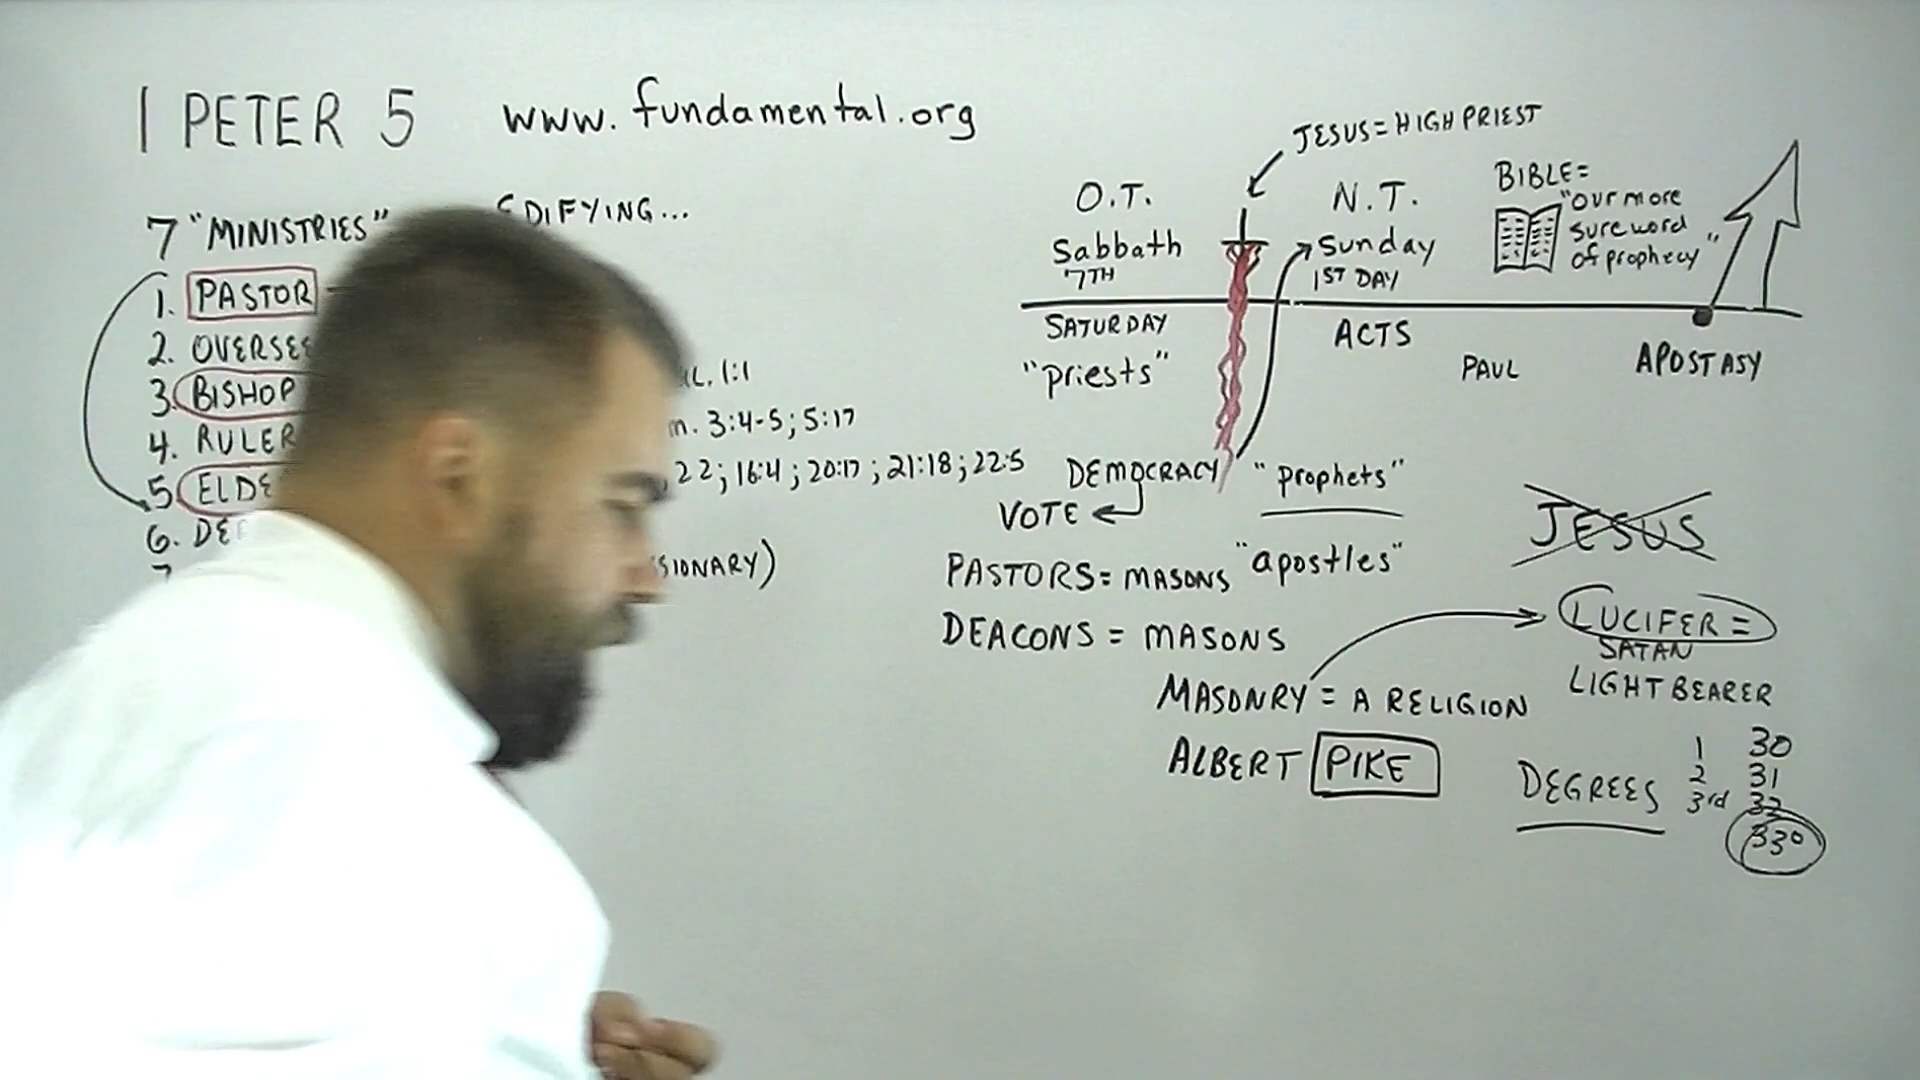 1 PETER 5
www.fundamental.org
7 "MINISTRIES"
EDIFYING...
1. PASTOR
2. OVERSEE
3. BISHOP
4. RULER
5. ELDE
6.
L. 1:1
m. 3:4-5; 5:17
22; 16:4; 20:17; 21:18; 22:5
SIONARY)
JESUS = HIGH PRIEST
O.T.
Sabbath
7TH
SATURDAY
"priests"
N.T.
Sunday
1ST DAY
ACTS
PAUL
BIBLE =
"our more
sure word
of prophecy"
APOSTASY
DEMOCRACY
VOTE
"prophets"
"apostles"
PASTORS = MASONS
DEACONS = MASONS
MASONRY = A RELIGION
ALBERT PIKE
JESUS
LUCIFER =
SATAN
LIGHT BEARER
DEGREES
1 30
2 31
3rd 32
33°